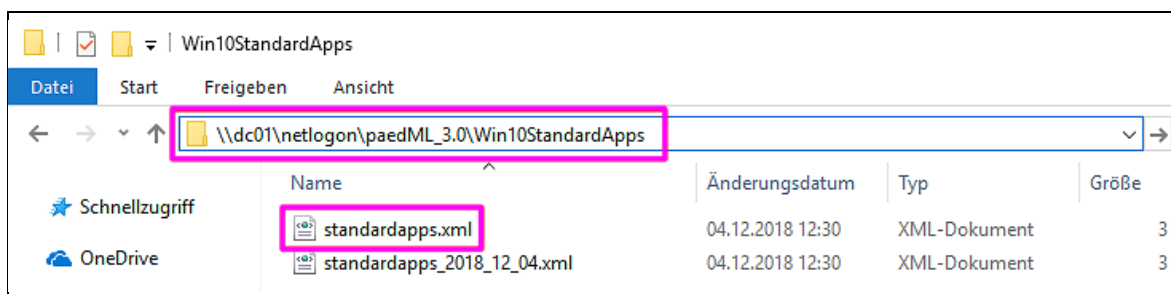 Win10StandardApps
Datei Start Freigeben Ansicht
\\dc01\netlogon\paedML_3.0\Win10StandardApps
Name Änderungsdatum Typ Größe
Schnellzugriff
standardapps.xml 04.12.2018 12:30 XML-Dokument 3
OneDrive
standardapps_2018_12_04.xml 04.12.2018 12:30 XML-Dokument 3